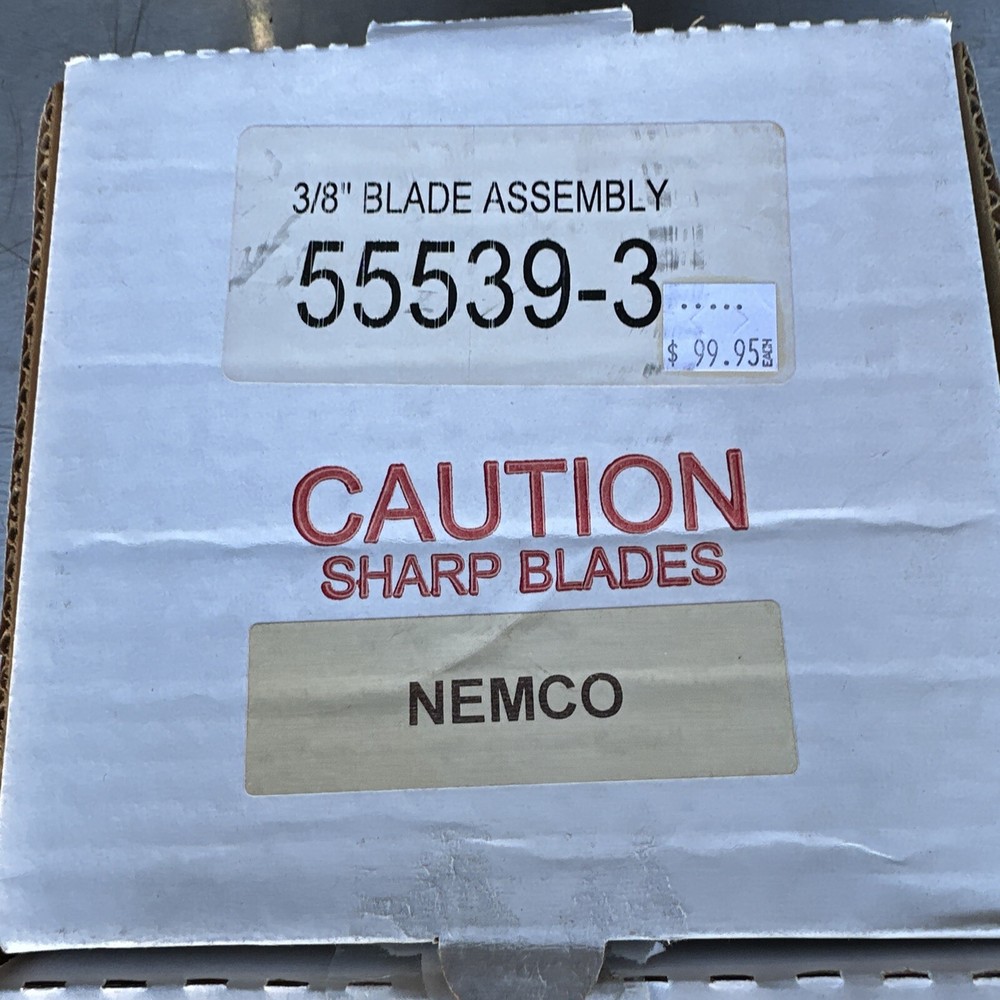 3/8" BLADE ASSEMBLY
55539-3
$ 99.95 EACH
CAUTION
SHARP BLADES
NEMCO